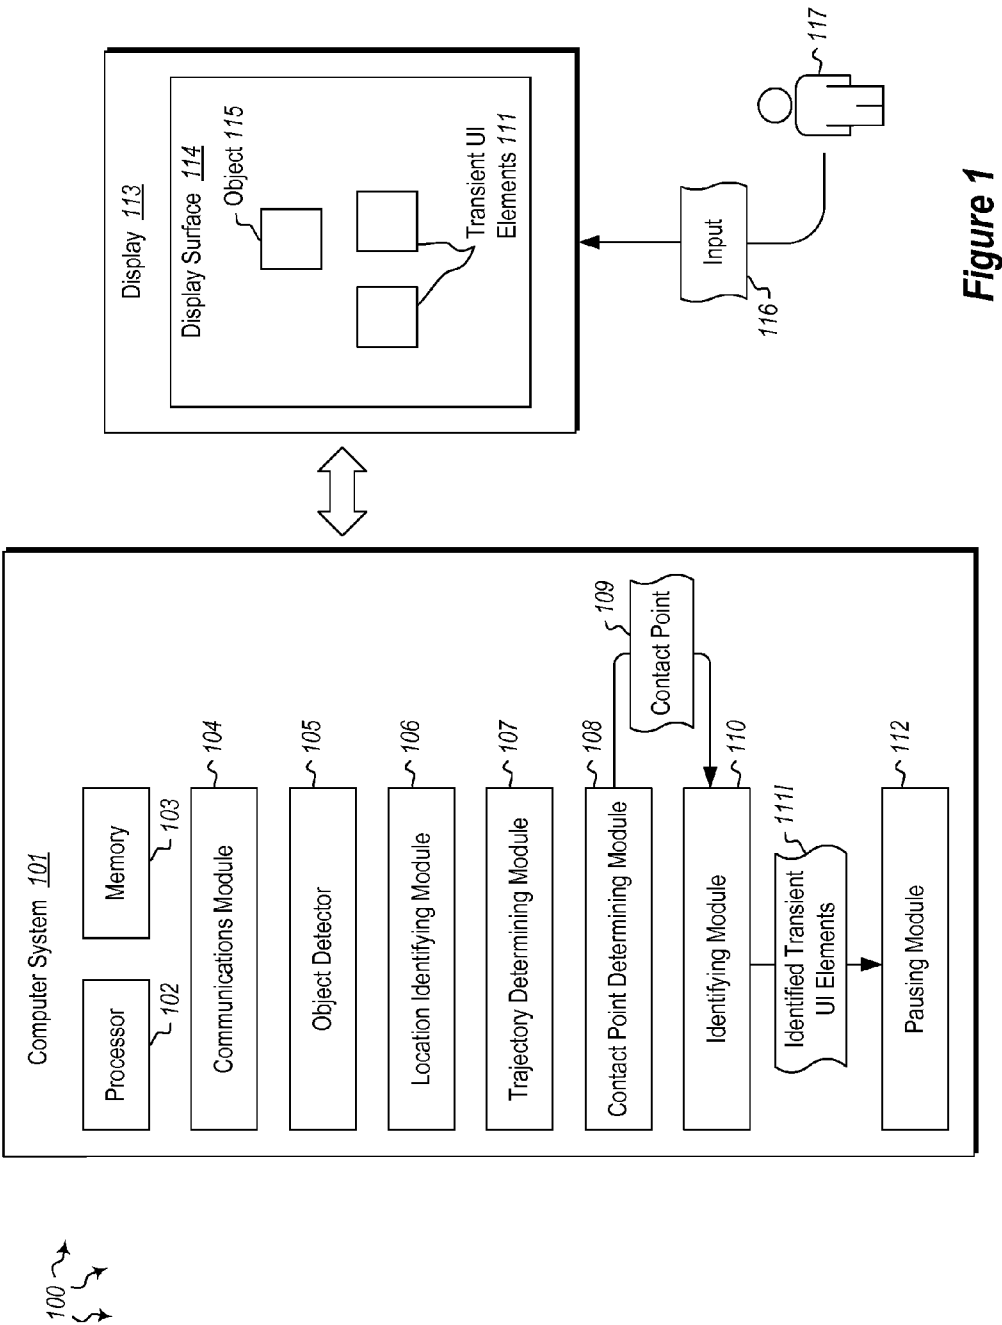 100
Computer System 101
Processor
102
Memory
103
Communications Module
104
Object Detector
105
Location Identifying Module
106
Trajectory Determining Module
107
Contact Point Determining Module
108
Contact Point
109
Identifying Module
110
Identified Transient
UI Elements
111I
Pausing Module
112
Display 113
Display Surface 114
Object 115
Transient UI
Elements 111
Input
116
117
Figure 1